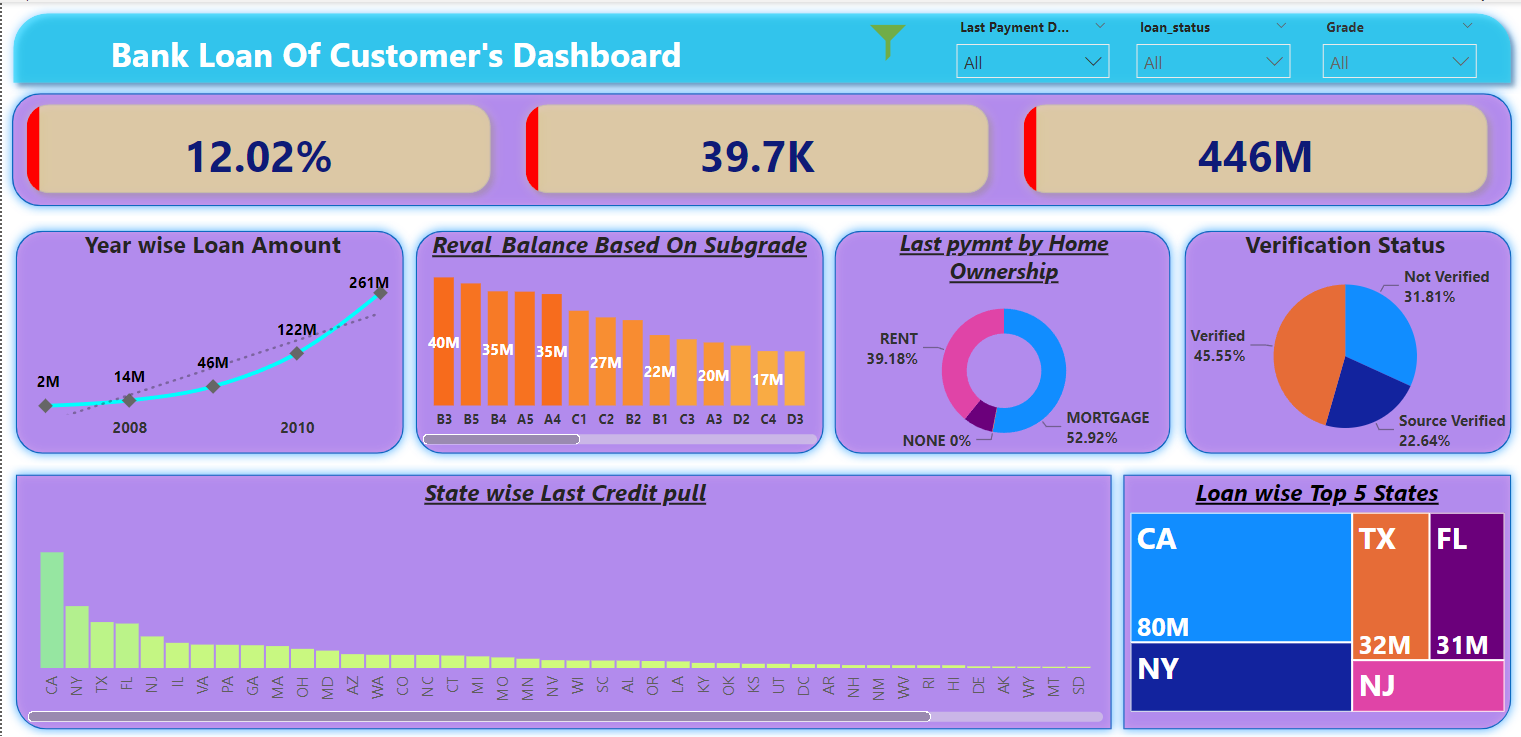 Bank Loan Of Customer's Dashboard
Last Payment D...
All
loan_status
All
Grade
All
12.02%
39.7K
446M
Year wise Loan Amount
2M
14M
46M
122M
261M
2008
2010
Reval_Balance Based On Subgrade
40M
35M
35M
27M
22M
20M
17M
B3 B5 B4 A5 A4 C1 C2 B2 B1 C3 A3 D2 C4 D3
Last pymnt by Home
Ownership
RENT
39.18%
MORTGAGE
52.92%
NONE 0%
Verification Status
Not Verified
31.81%
Verified
45.55%
Source Verified
22.64%
State wise Last Credit pull
CA NY TX FL NJ IL VA PA GA MA OH MD AZ WA CO NC CT MI MO MN NV WI SC AL OR LA KY OK KS UT DC AR NH NM WV RI HI DE AK WY MT SD
Loan wise Top 5 States
CA
80M
NY
TX
32M
FL
31M
NJ